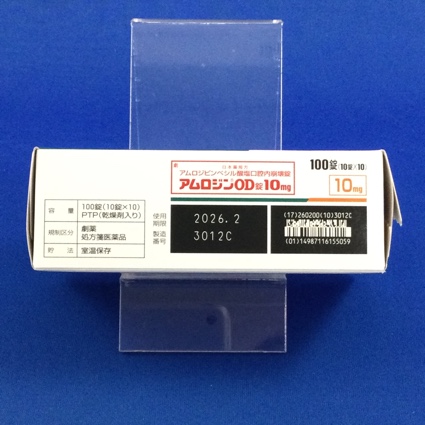 日本薬局方
アムロジピンベシル酸塩口腔内崩壊錠
アムロジンOD錠10mg
100錠(10錠×10)
10mg
容量 100錠(10錠×10)
PTP(乾燥剤入り)
規制区分 劇薬
処方箋医薬品
貯法 室温保存
使用期限 2026.2
製造番号 3012C
(17)260200(10)3012C
(01)14987116155059